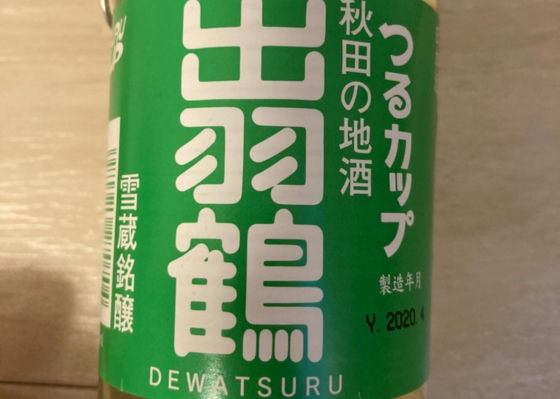 つるカップ
秋田の地酒
出羽鶴
雪蔵銘醸
DEWATSURU
製造年月
Y. 2020.4